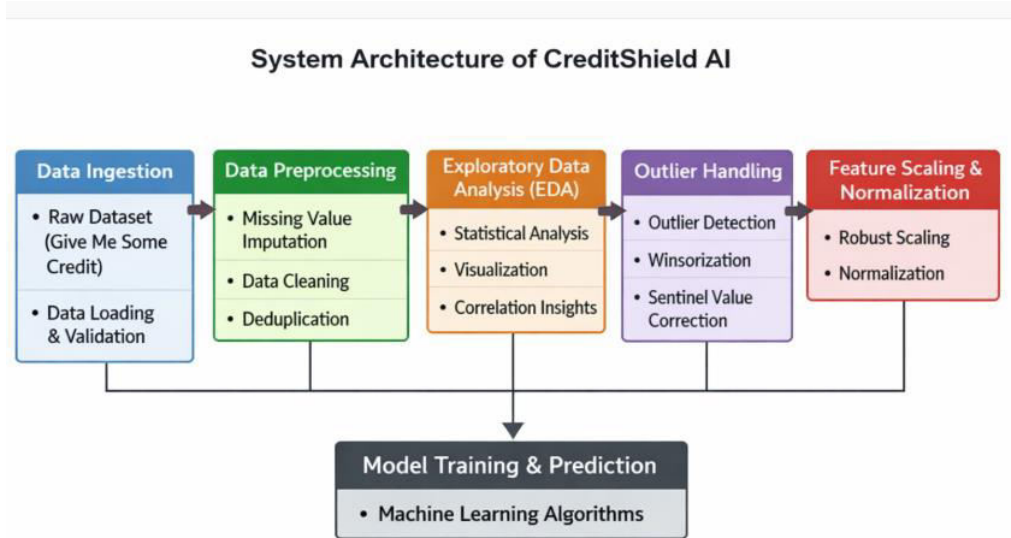 System Architecture of CreditShield AI
Data Ingestion
• Raw Dataset
(Give Me Some
Credit)
• Data Loading
& Validation
Data Preprocessing
• Missing Value
Imputation
• Data Cleaning
• Deduplication
Exploratory Data
Analysis (EDA)
• Statistical Analysis
• Visualization
• Correlation Insights
Outlier Handling
• Outlier Detection
• Winsorization
• Sentinel Value
Correction
Feature Scaling &
Normalization
• Robust Scaling
• Normalization
Model Training & Prediction
• Machine Learning Algorithms